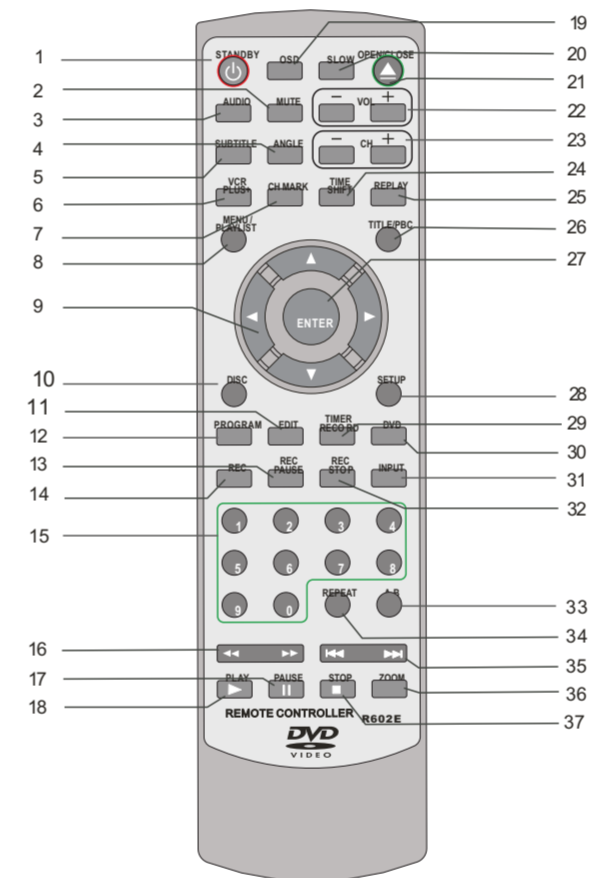 19
STANDBY OSD SLOW OPEN/CLOSE
1
20
21
2
AUDIO MUTE − VOL +
22
3
23
4
SUBTITLE ANGLE − CH +
5
24
VCR PLUS+ CH MARK TIME SHIFT REPLAY
6
25
7
MENU/ PLAYLIST TITLE/PBC
26
8
27
9
ENTER
10
DISC SETUP
28
11
29
PROGRAM EDIT TIMER RECORD DVD
12
30
13
REC REC PAUSE REC STOP INPUT
31
14
32
15
1 2 3 4
5 6 7 8
9 0 REPEAT A-B
33
34
16
35
17
PLAY PAUSE STOP ZOOM
36
18
37
REMOTE CONTROLLER R602E
DVD
VIDEO